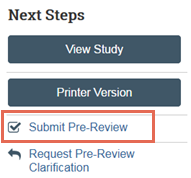 Next Steps
View Study
Printer Version
Submit Pre-Review
Request Pre-Review
Clarification